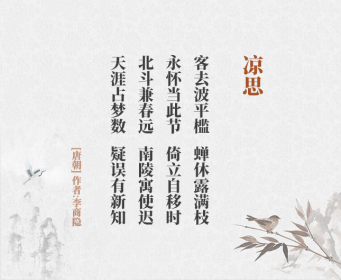 凉思
客去波平槛 蝉休露满枝
永怀当此节 倚立自移时
北斗兼春远 南陵寓使迟
天涯占梦数 疑误有新知
[唐朝] 作者:李商隐